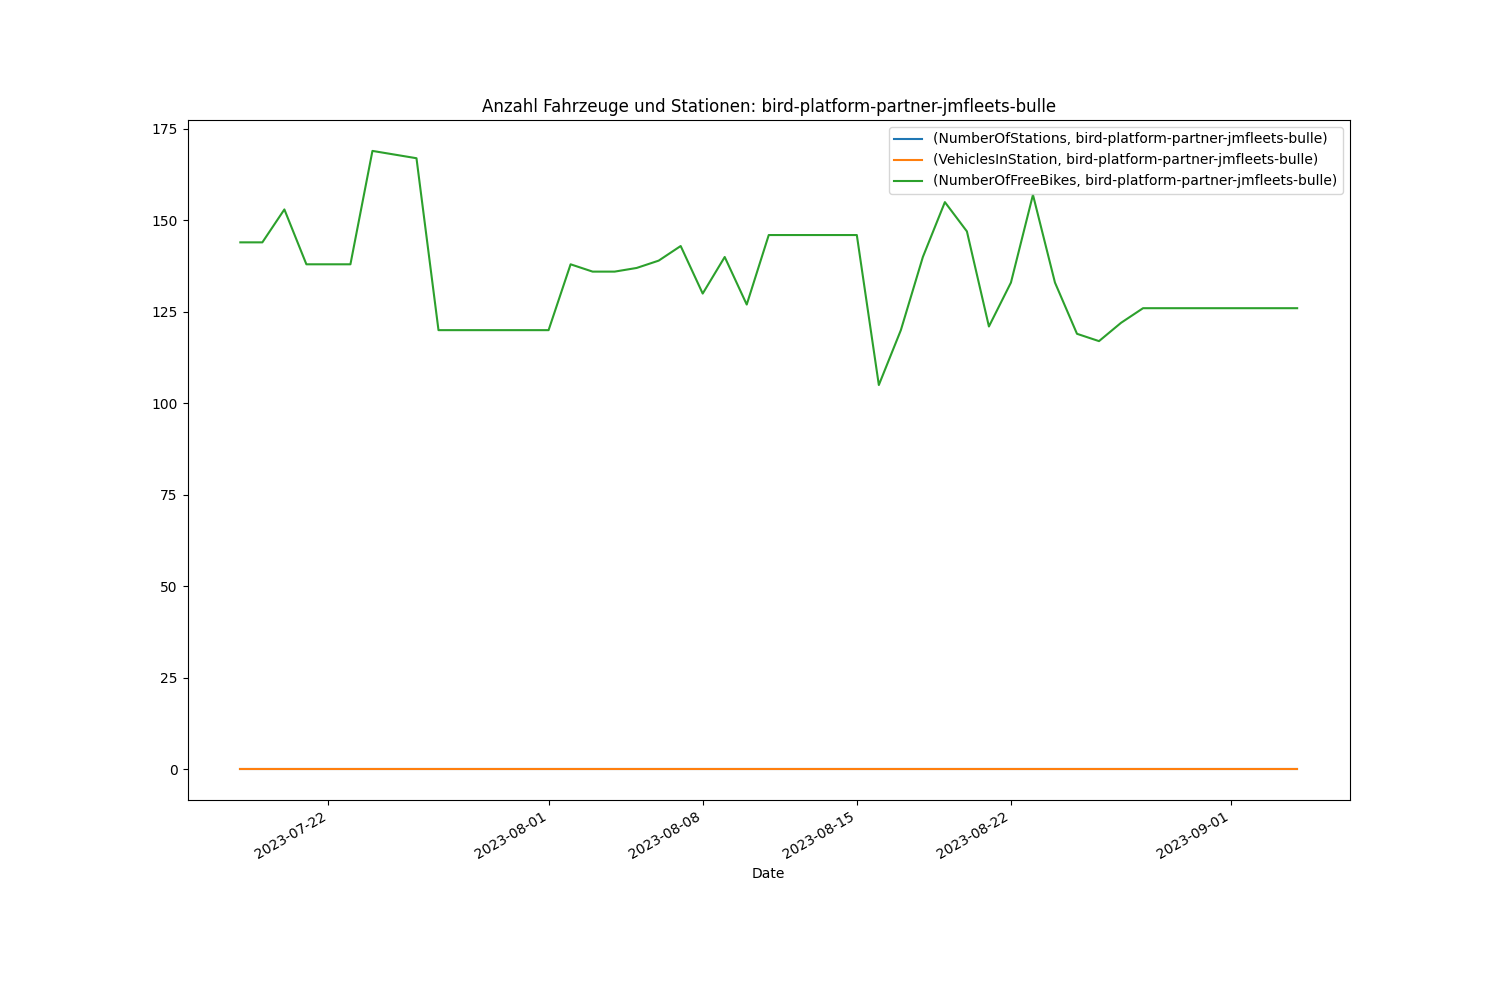 Anzahl Fahrzeuge und Stationen: bird-platform-partner-jmfleets-bulle
(NumberOfStations, bird-platform-partner-jmfleets-bulle)
(VehiclesInStation, bird-platform-partner-jmfleets-bulle)
(NumberOfFreeBikes, bird-platform-partner-jmfleets-bulle)
175
150
125
100
75
50
25
0
2023-07-22
2023-08-01
2023-08-08
2023-08-15
2023-08-22
2023-09-01
Date